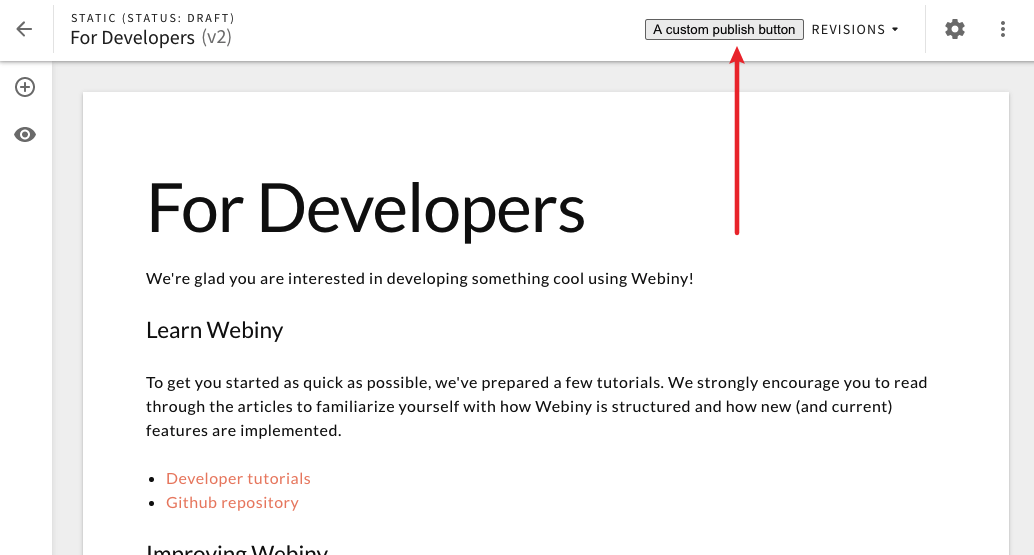 STATIC (STATUS: DRAFT)
For Developers (v2)
A custom publish button
REVISIONS
For Developers
We're glad you are interested in developing something cool using Webiny!
Learn Webiny
To get you started as quick as possible, we've prepared a few tutorials. We strongly encourage you to read
through the articles to familiarize yourself with how Webiny is structured and how new (and current)
features are implemented.
Developer tutorials
Github repository
Improving Webiny